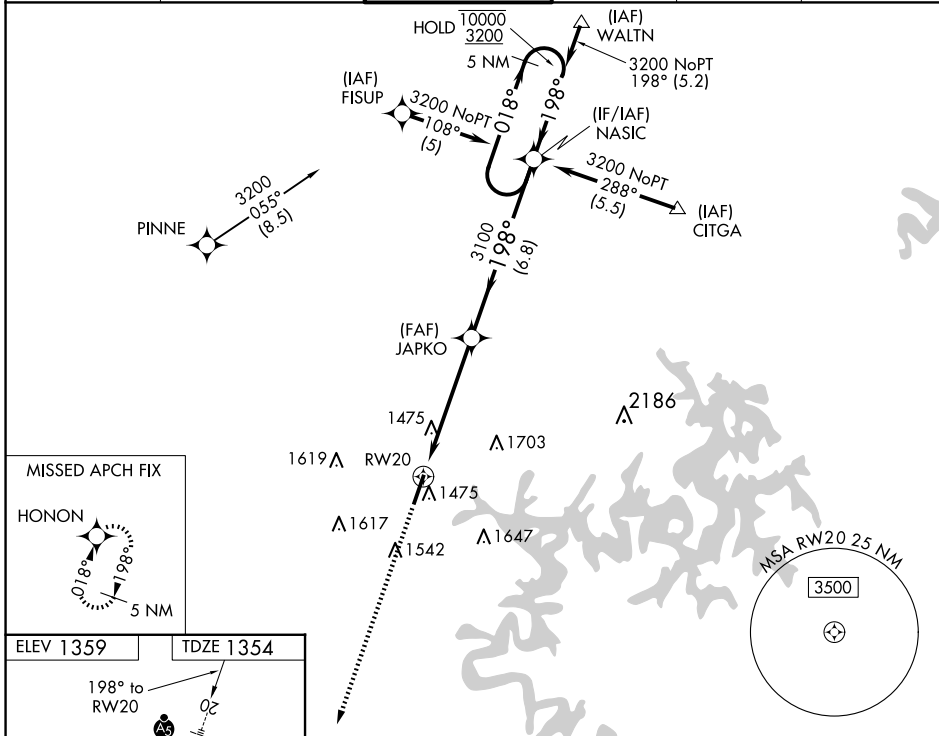 HOLD 10000
3200
5 NM
(IAF)
WALTN
3200 NoPT
198° (5.2)
(IAF)
FISUP
3200 NoPT
108°
(5)
018°
198°
(IF/IAF)
NASIC
3200 NoPT
288°
(5.5)
(IAF)
CITGA
3200
055°
(8.5)
PINNE
3100
198°
(6.8)
(FAF)
JAPKO
2186
1475
1703
1619
RW20
1475
1617
1542
1647
MISSED APCH FIX
HONON
018°
198°
5 NM
MSA RW20 25 NM
3500
ELEV 1359
TDZE 1354
198° to
RW20
20
A5